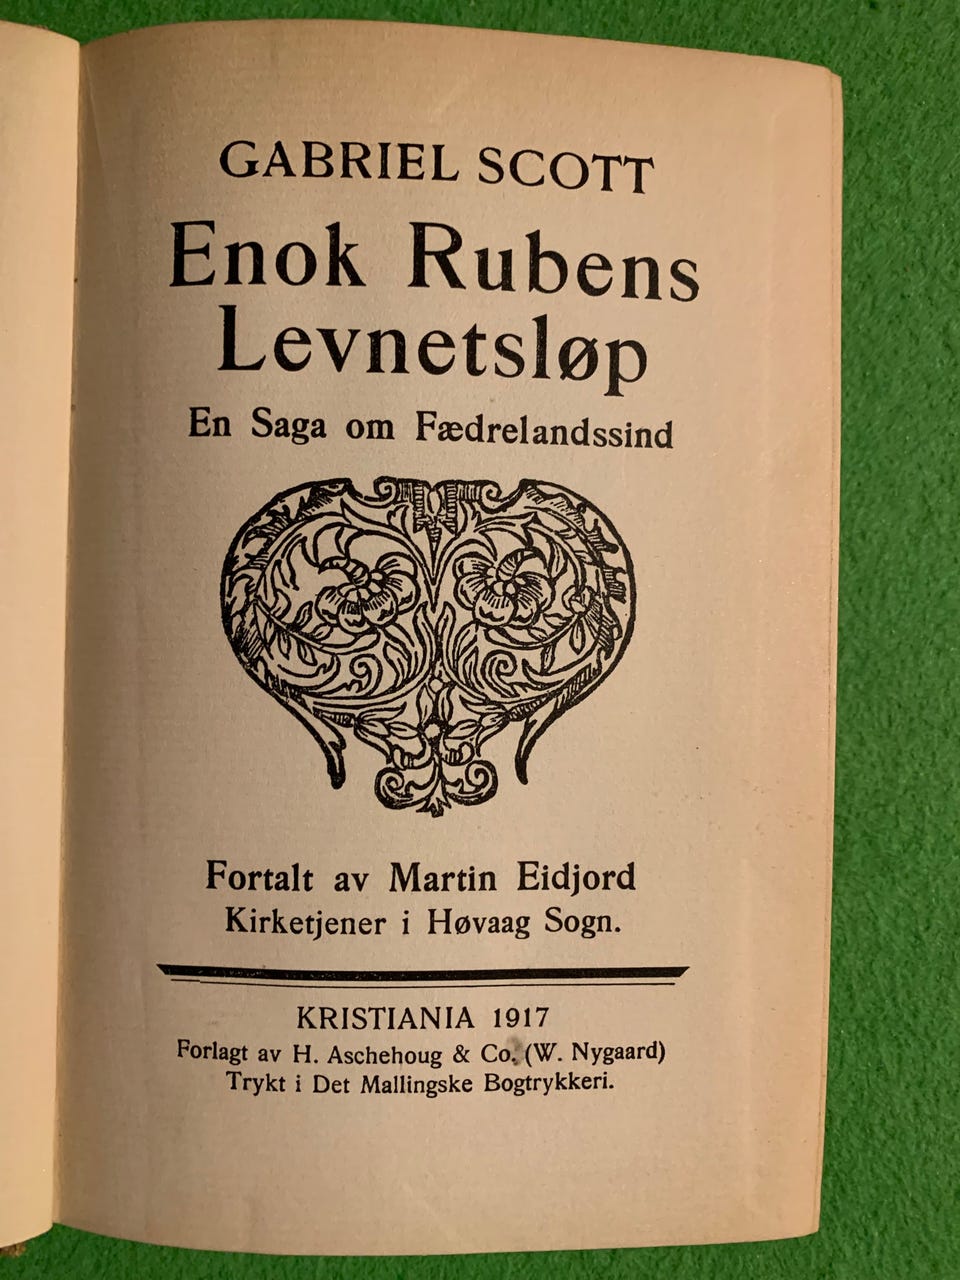 GABRIEL SCOTT
Enok Rubens
Levnetsløp
En Saga om Fædrelandssind
Fortalt av Martin Eidjord
Kirketjener i Høvaag Sogn.
KRISTIANIA 1917
Forlagt av H. Aschehoug & Co. (W. Nygaard)
Trykt i Det Mallingske Bogtrykkeri.